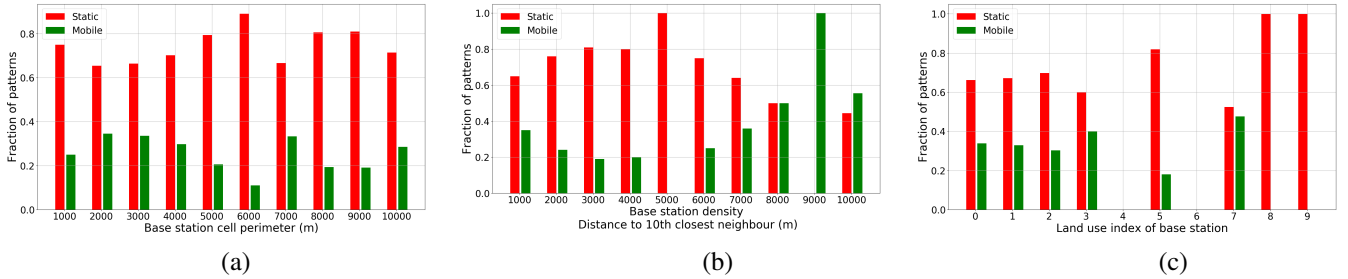 Static
Mobile
Fraction of patterns
0.8
0.6
0.4
0.2
0.0
1000 2000 3000 4000 5000 6000 7000 8000 9000 10000
Base station cell perimeter (m)
(a)
Static
Mobile
Fraction of patterns
1.0
0.8
0.6
0.4
0.2
0.0
1000 2000 3000 4000 5000 6000 7000 8000 9000 10000
Base station density
Distance to 10th closest neighbour (m)
(b)
Static
Mobile
Fraction of patterns
1.0
0.8
0.6
0.4
0.2
0.0
0 1 2 3 4 5 6 7 8 9
Land use index of base station
(c)